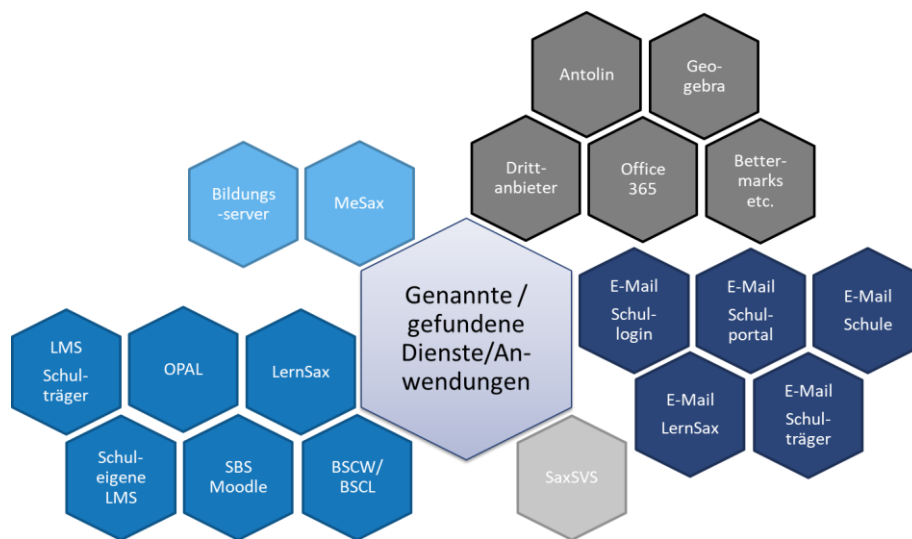 Antolin
Geo-
gebra
Dritt-
anbieter
Office
365
Better-
marks
etc.
Bildungs
-server
MeSax
Genannte /
gefundene
Dienste/An-
wendungen
E-Mail
Schul-
login
E-Mail
Schul-
portal
E-Mail
Schule
E-Mail
LernSax
E-Mail
Schul-
träger
LMS
Schul-
träger
OPAL
LernSax
Schul-
eigene
LMS
SBS
Moodle
BSCW/
BSCL
SaxSVS